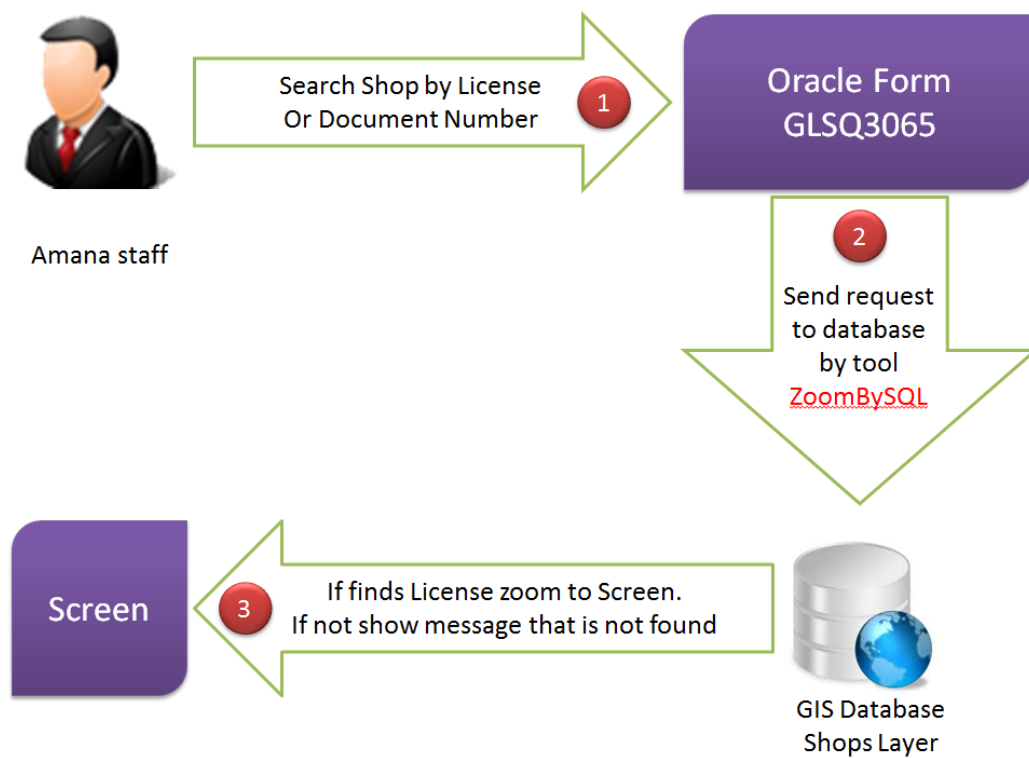 Search Shop by License
Or Document Number
1
Oracle Form
GLSQ3065
Amana staff
2
Send request
to database
by tool
ZoomBySQL
Screen
3
If finds License zoom to Screen.
If not show message that is not found
GIS Database
Shops Layer